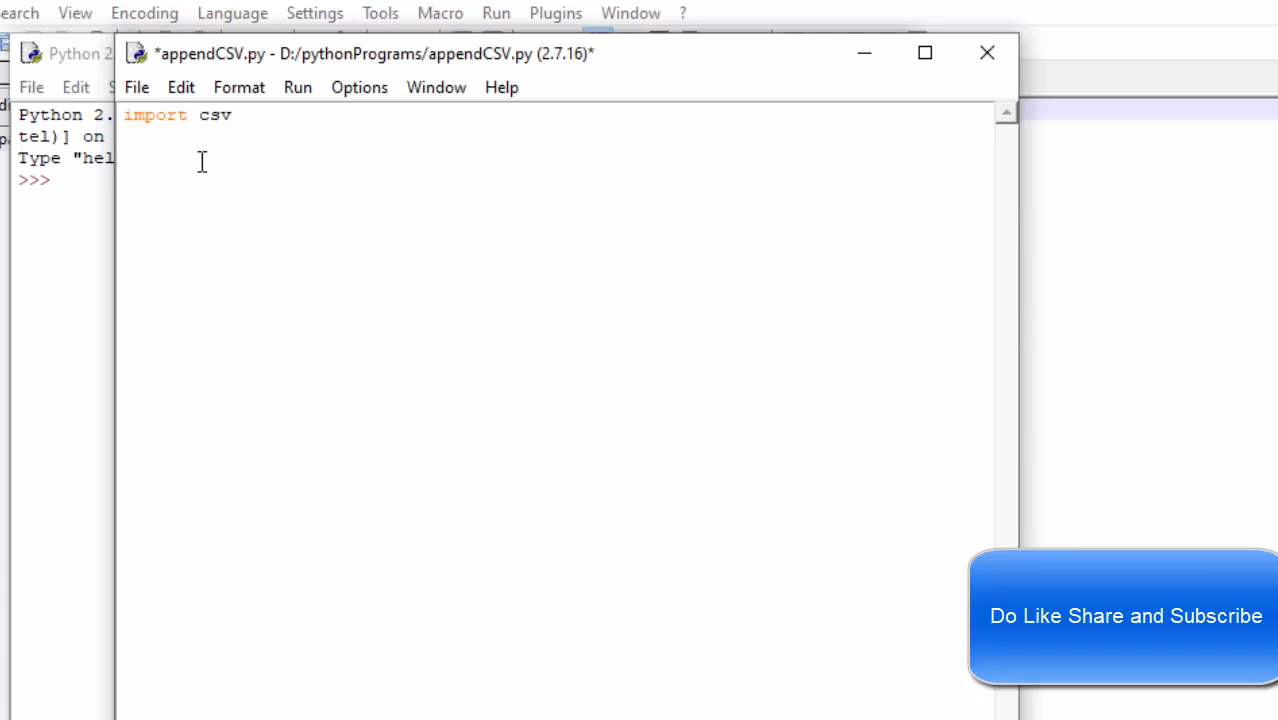 Search View Encoding Language Settings Tools Macro Run Plugins Window ?
Python 2.
*appendCSV.py - D:/pythonPrograms/appendCSV.py (2.7.16)*
File Edit
File Edit Format Run Options Window Help
Python 2.
tel)] on
Type "hel
>>>
import csv
Do Like Share and Subscribe